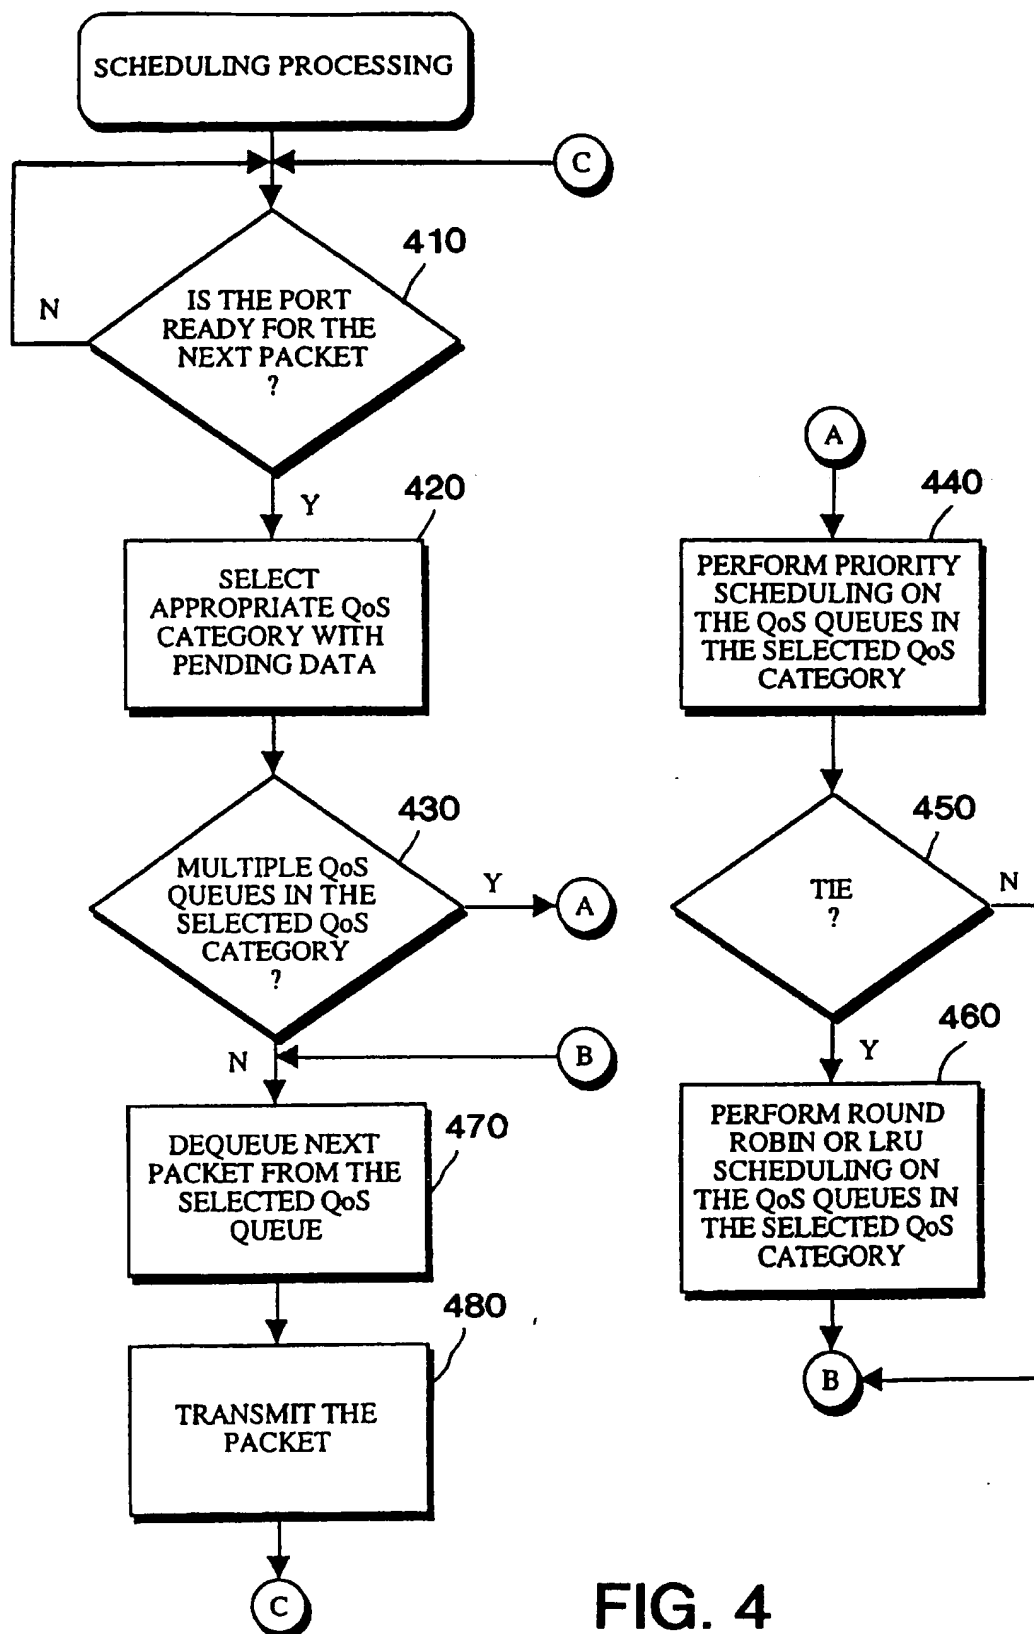 SCHEDULING PROCESSING
C
410
IS THE PORT
READY FOR THE
NEXT PACKET
?
N
Y
420
SELECT
APPROPRIATE QoS
CATEGORY WITH
PENDING DATA
430
MULTIPLE QoS
QUEUES IN THE
SELECTED QoS
CATEGORY
?
Y
A
N
B
470
DEQUEUE NEXT
PACKET FROM THE
SELECTED QoS
QUEUE
480
TRANSMIT THE
PACKET
C
A
440
PERFORM PRIORITY
SCHEDULING ON
THE QoS QUEUES IN
THE SELECTED QoS
CATEGORY
450
TIE
?
N
Y
460
PERFORM ROUND
ROBIN OR LRU
SCHEDULING ON
THE QoS QUEUES IN
THE SELECTED QoS
CATEGORY
B
FIG. 4